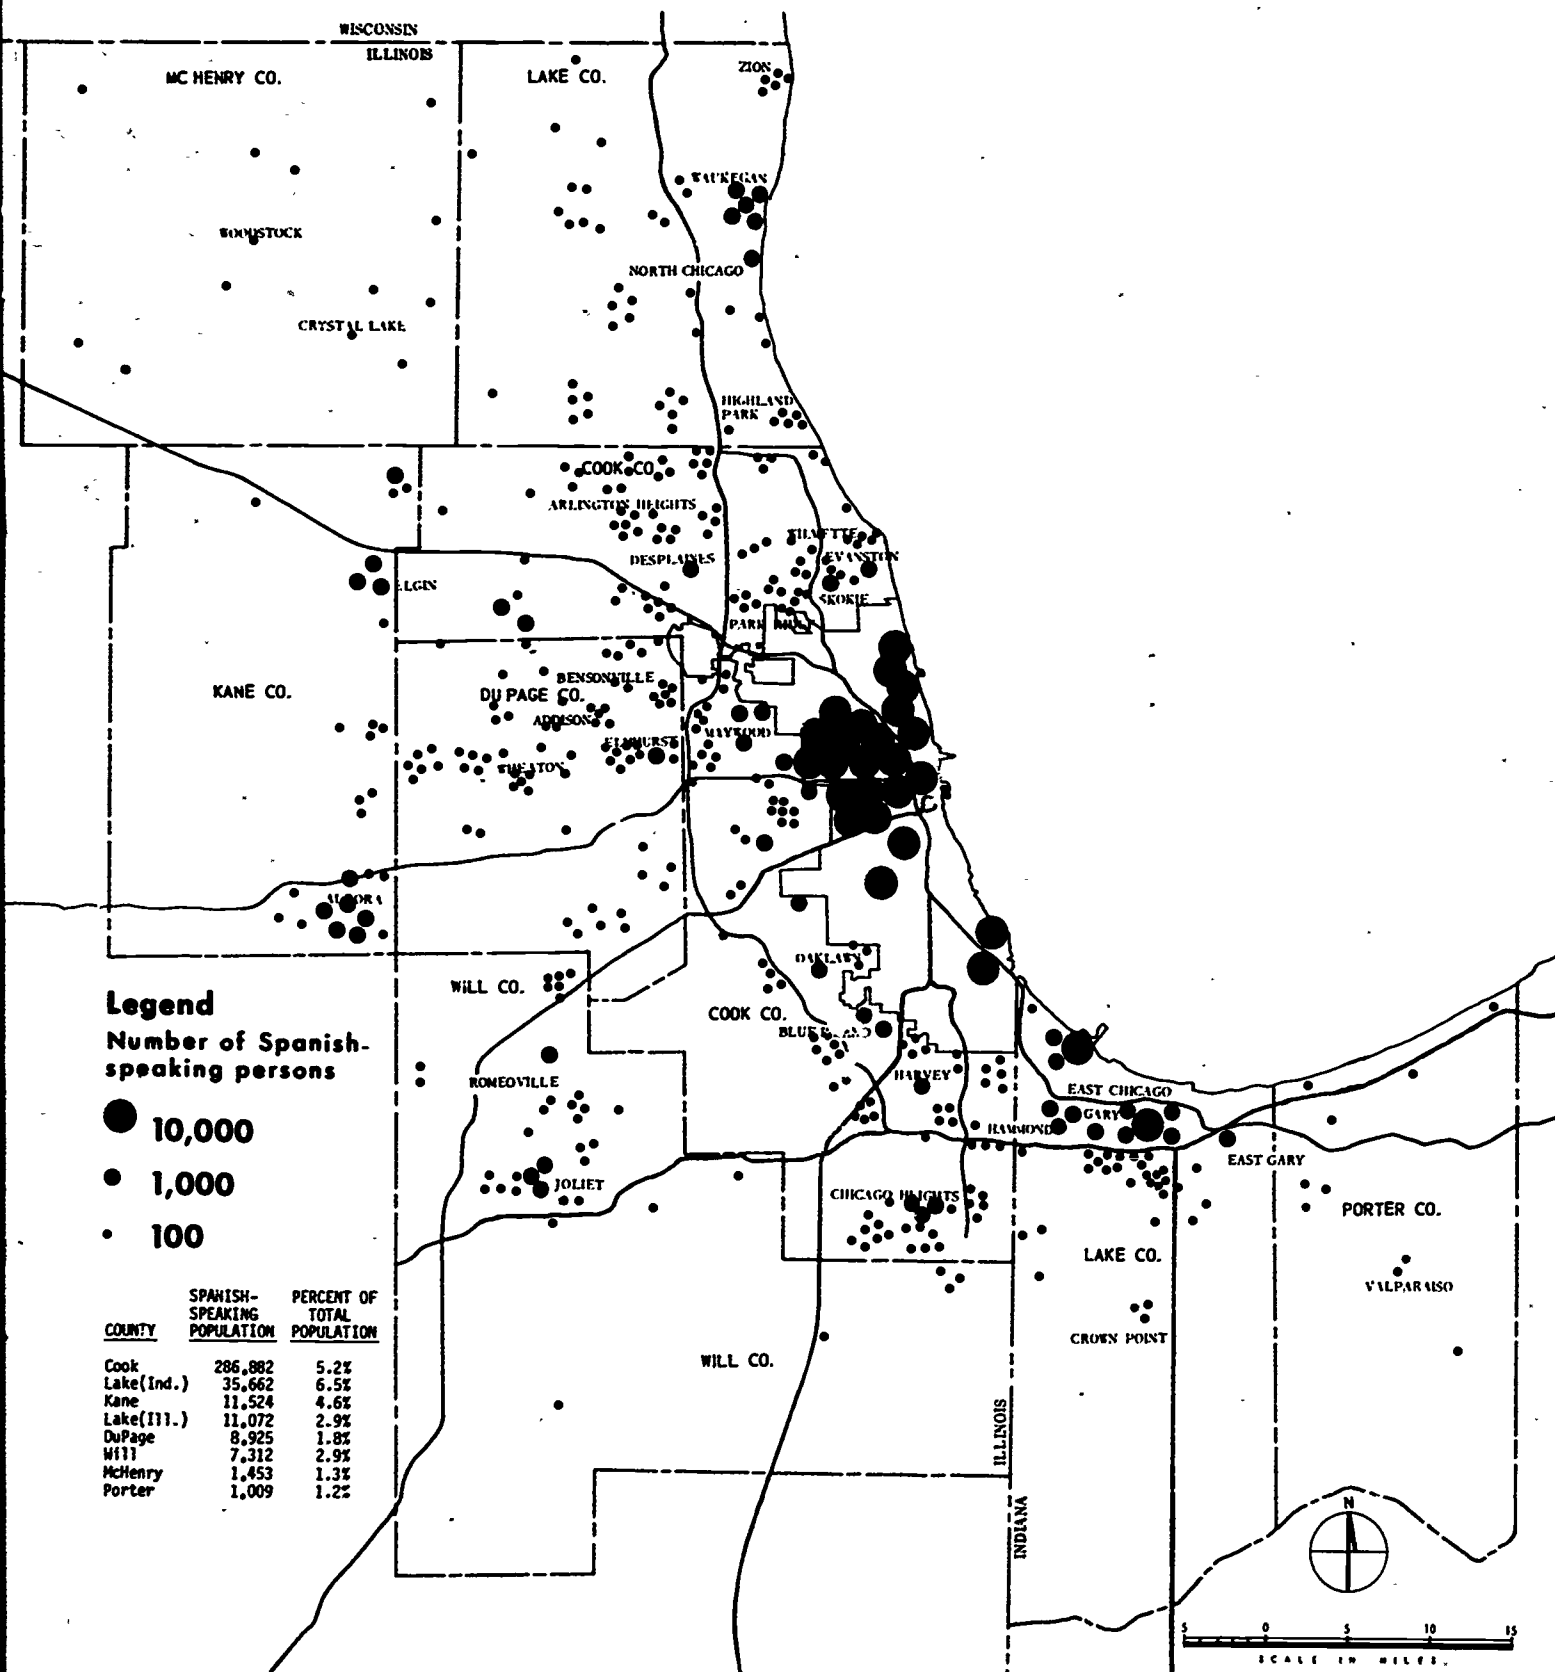 WISCONSIN
ILLINOIS
MC HENRY CO.
LAKE CO.
ZION
WAUKEGAN
WOODSTOCK
NORTH CHICAGO
CRYSTAL LAKE
HIGHLAND
PARK
COOK CO.
ARLINGTON HEIGHTS
WILMETTE
DESPLAINES
EVANSTON
ELGIN
SKOKIE
PARK RIDGE
BENSONVILLE
KANE CO.
DU PAGE CO.
ADDISON
MAYWOOD
ELMHURST
WHEATON
AURORA
OAKLAWN
WILL CO.
COOK CO.
BLUE ISLAND
ROMEOVILLE
HARVEY
EAST CHICAGO
GARY
HAMMOND
EAST GARY
JOLIET
CHICAGO HEIGHTS
PORTER CO.
LAKE CO.
VALPARAISO
CROWN POINT
WILL CO.
ILLINOIS
INDIANA
Legend
Number of Spanish-
speaking persons
10,000
1,000
100
SPANISH- PERCENT OF
SPEAKING TOTAL
COUNTY POPULATION POPULATION
Cook 286,882 5.2%
Lake(Ind.) 35,662 6.5%
Kane 11,524 4.6%
Lake(Ill.) 11,072 2.9%
DuPage 8,925 1.8%
Will 7,312 2.9%
McHenry 1,453 1.3%
Porter 1,009 1.2%
N
5 0 5 10 15
SCALE IN MILES